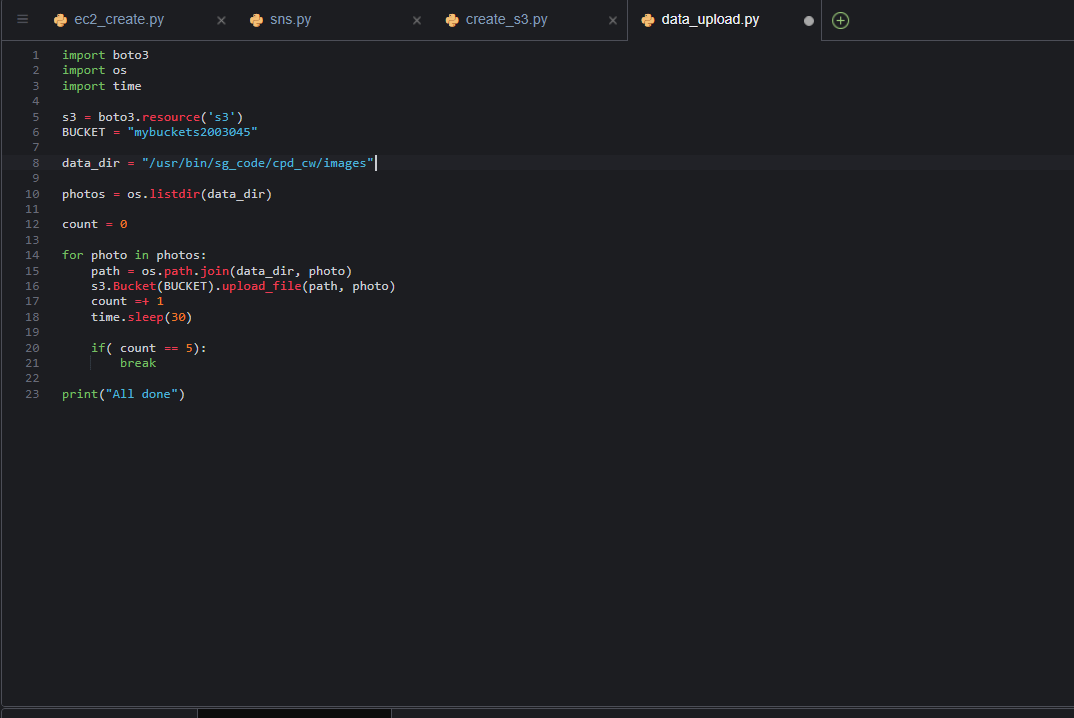 ec2_create.py sns.py create_s3.py data_upload.py
1 import boto3
2 import os
3 import time
4
5 s3 = boto3.resource('s3')
6 BUCKET = "mybuckets2003045"
7
8 data_dir = "/usr/bin/sg_code/cpd_cw/images"
9
10 photos = os.listdir(data_dir)
11
12 count = 0
13
14 for photo in photos:
15     path = os.path.join(data_dir, photo)
16     s3.Bucket(BUCKET).upload_file(path, photo)
17     count =+ 1
18     time.sleep(30)
19
20     if( count == 5):
21         break
22
23 print("All done")